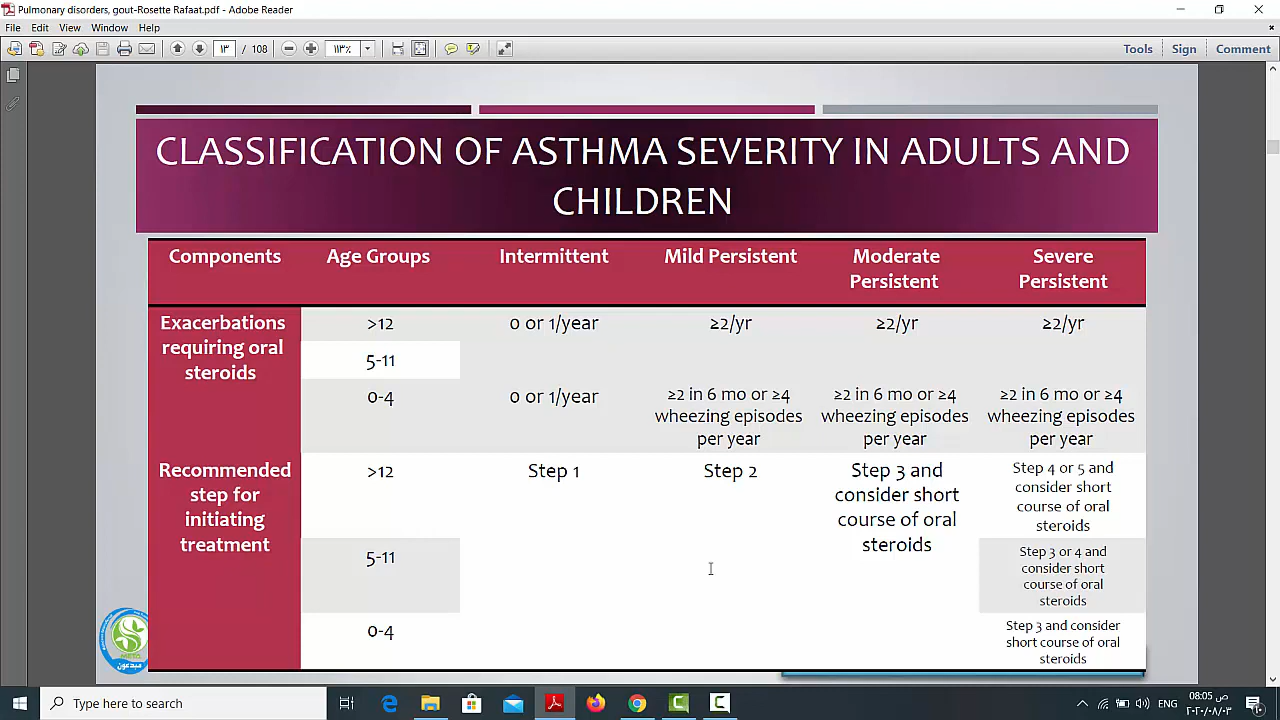 Pulmonary disorders, gout-Rosette Rafaat.pdf - Adobe Reader
File Edit View Window Help
١٣ / 108 ١١٣٪ Tools Sign Comment
CLASSIFICATION OF ASTHMA SEVERITY IN ADULTS AND
CHILDREN
Components Age Groups Intermittent Mild Persistent Moderate Persistent Severe Persistent
Exacerbations requiring oral steroids
>12 0 or 1/year ≥2/yr ≥2/yr ≥2/yr
5-11
0-4 0 or 1/year ≥2 in 6 mo or ≥4 wheezing episodes per year ≥2 in 6 mo or ≥4 wheezing episodes per year ≥2 in 6 mo or ≥4 wheezing episodes per year
Recommended step for initiating treatment
>12 Step 1 Step 2 Step 3 and consider short course of oral steroids Step 4 or 5 and consider short course of oral steroids
5-11 Step 3 or 4 and consider short course of oral steroids
0-4 Step 3 and consider short course of oral steroids
META
ميدعون
Type here to search
08:05 ص
٢٠٢٠/٠٨/٠٣